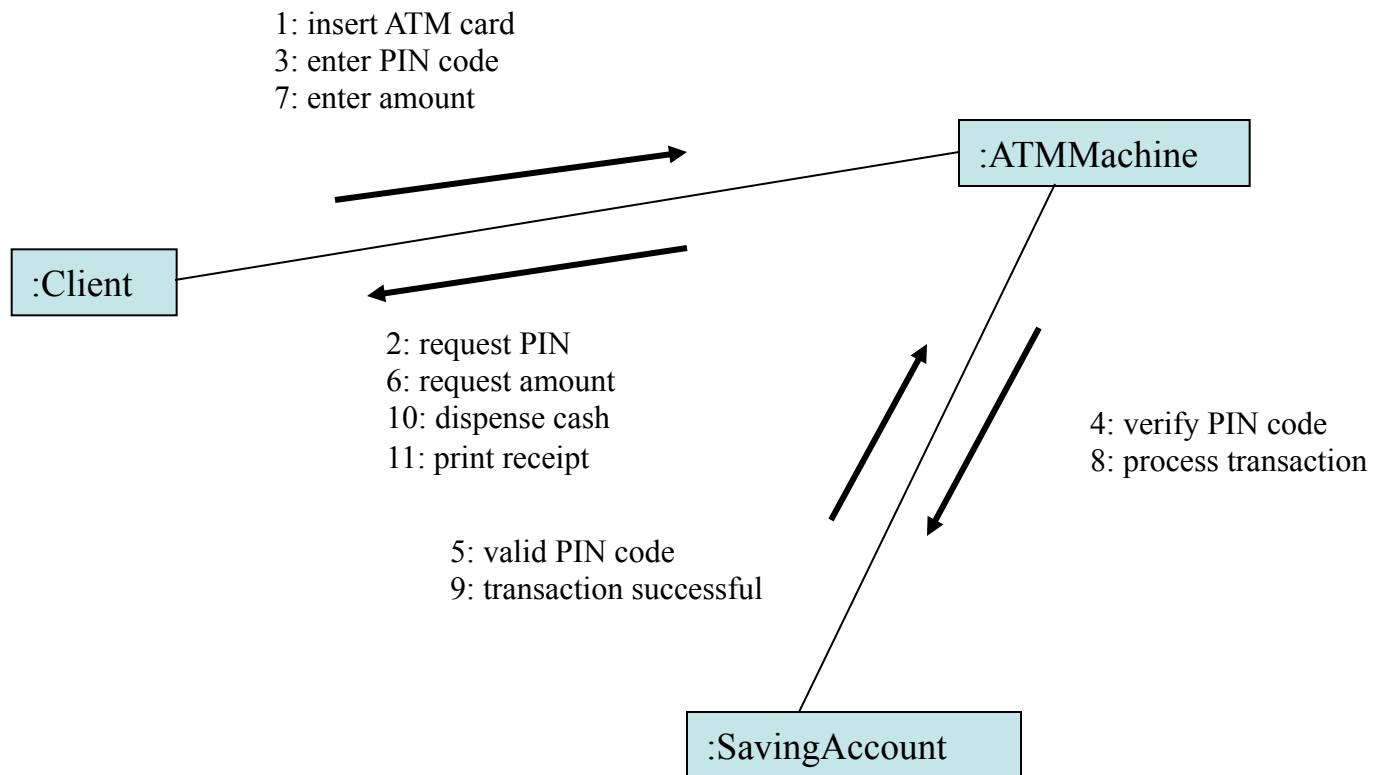 1: insert ATM card
3: enter PIN code
7: enter amount
:ATMMachine
:Client
2: request PIN
6: request amount
10: dispense cash
11: print receipt
4: verify PIN code
8: process transaction
5: valid PIN code
9: transaction successful
:SavingAccount